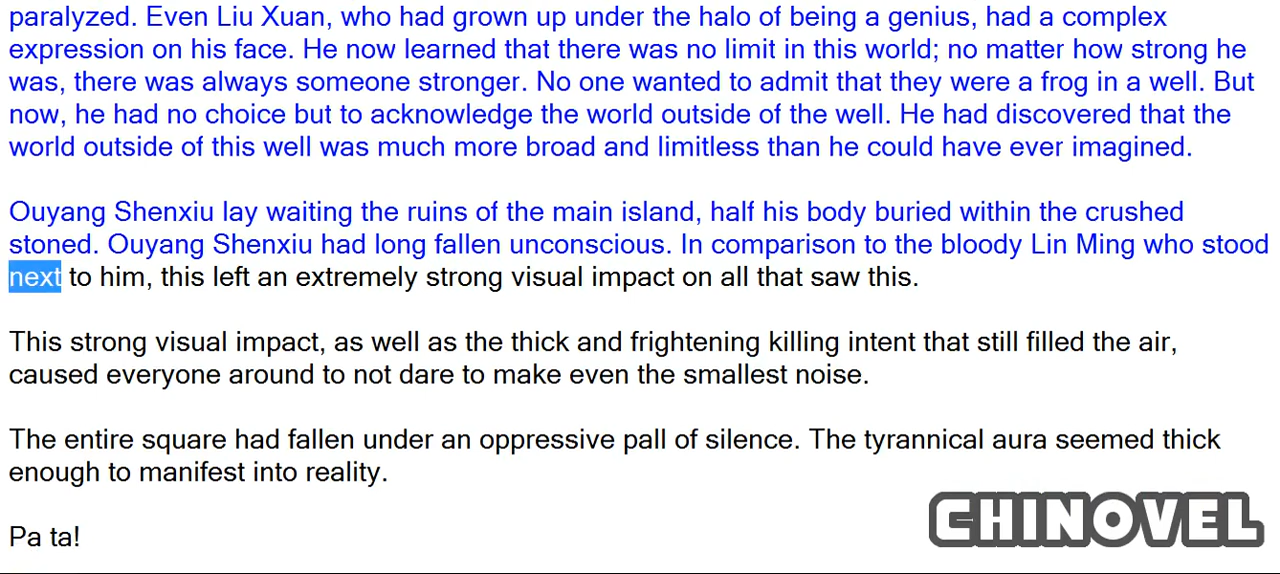 paralyzed. Even Liu Xuan, who had grown up under the halo of being a genius, had a complex
expression on his face. He now learned that there was no limit in this world; no matter how strong he
was, there was always someone stronger. No one wanted to admit that they were a frog in a well. But
now, he had no choice but to acknowledge the world outside of the well. He had discovered that the
world outside of this well was much more broad and limitless than he could have ever imagined.
Ouyang Shenxiu lay waiting the ruins of the main island, half his body buried within the crushed
stoned. Ouyang Shenxiu had long fallen unconscious. In comparison to the bloody Lin Ming who stood
next to him, this left an extremely strong visual impact on all that saw this.
This strong visual impact, as well as the thick and frightening killing intent that still filled the air,
caused everyone around to not dare to make even the smallest noise.
The entire square had fallen under an oppressive pall of silence. The tyrannical aura seemed thick
enough to manifest into reality.
Pa ta!
CHINOVEL